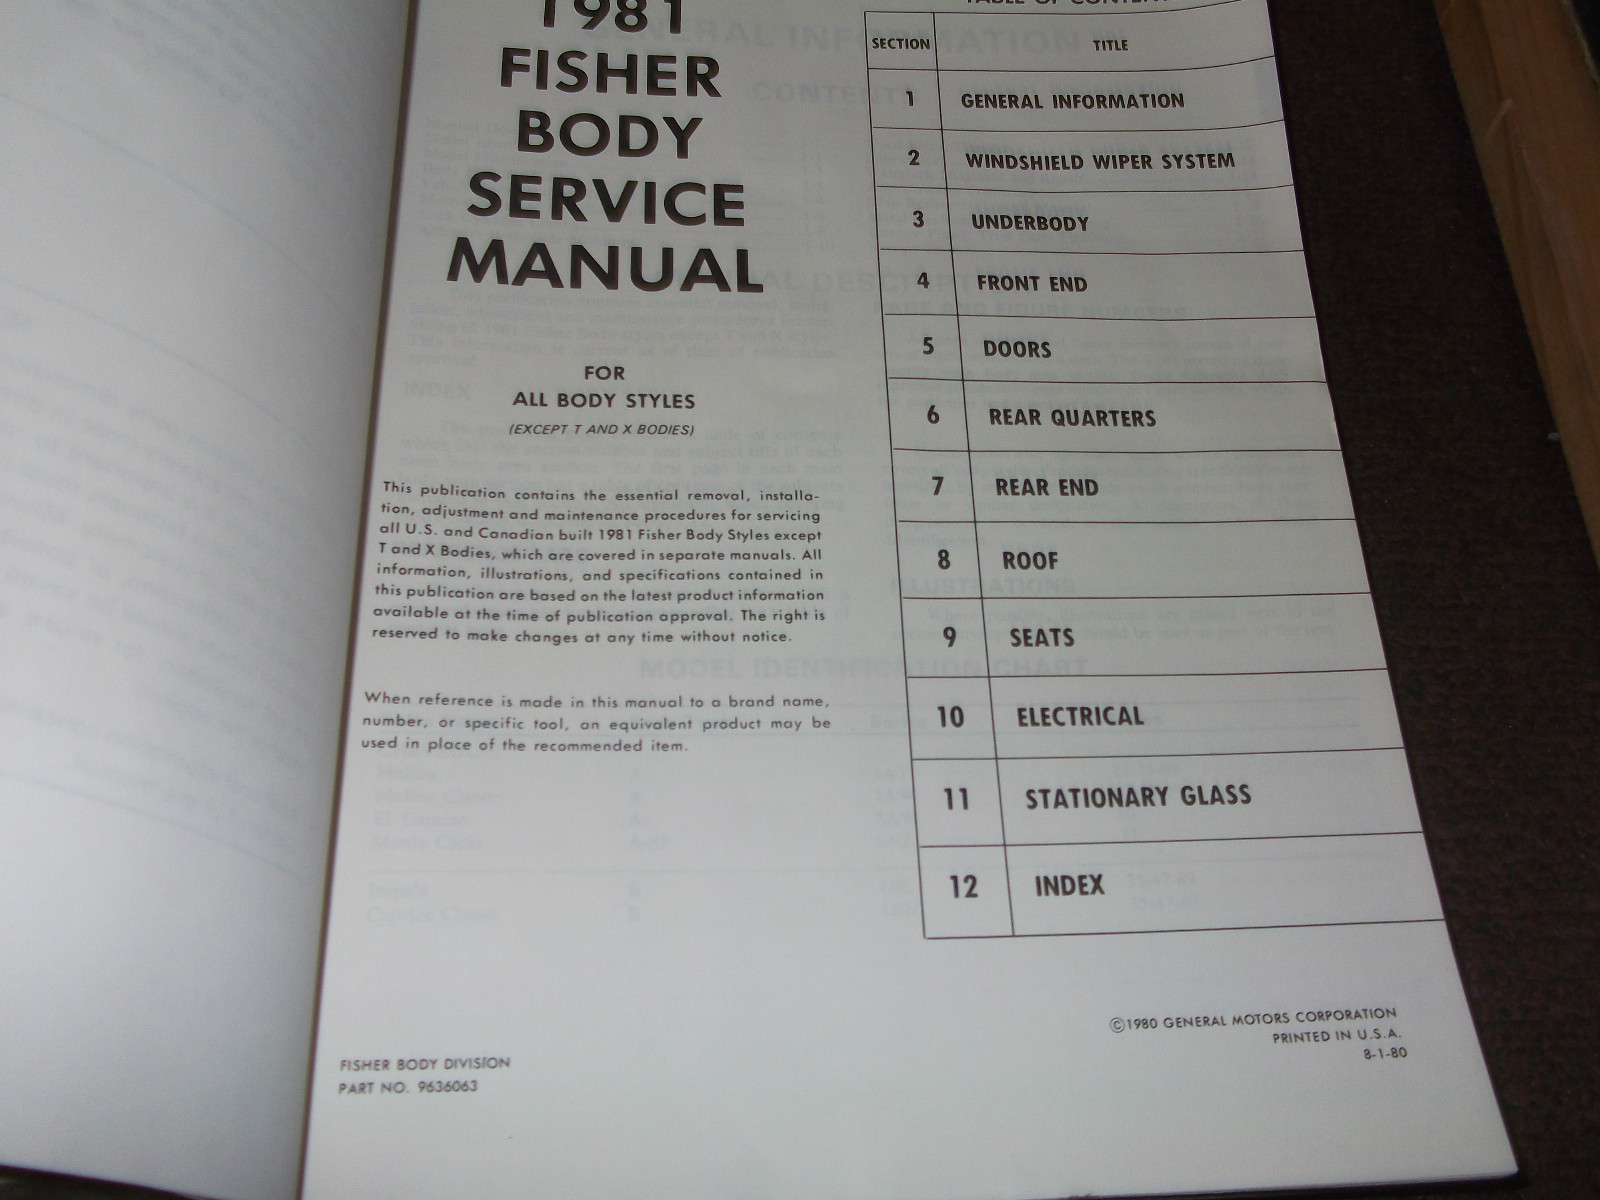 1981
FISHER
BODY
SERVICE
MANUAL
FOR
ALL BODY STYLES
(EXCEPT T AND X BODIES)
This publication contains the essential removal, installa-
tion, adjustment and maintenance procedures for servicing
all U.S. and Canadian built 1981 Fisher Body Styles except
T and X Bodies, which are covered in separate manuals. All
information, illustrations, and specifications contained in
this publication are based on the latest product information
available at the time of publication approval. The right is
reserved to make changes at any time without notice.
When reference is made in this manual to a brand name,
number, or specific tool, an equivalent product may be
used in place of the recommended item.
FISHER BODY DIVISION
PART NO. 9636063
TABLE OF CONTENT
SECTION TITLE
1 GENERAL INFORMATION
2 WINDSHIELD WIPER SYSTEM
3 UNDERBODY
4 FRONT END
5 DOORS
6 REAR QUARTERS
7 REAR END
8 ROOF
9 SEATS
10 ELECTRICAL
11 STATIONARY GLASS
12 INDEX
©1980 GENERAL MOTORS CORPORATION
PRINTED IN U.S.A.
8-1-80